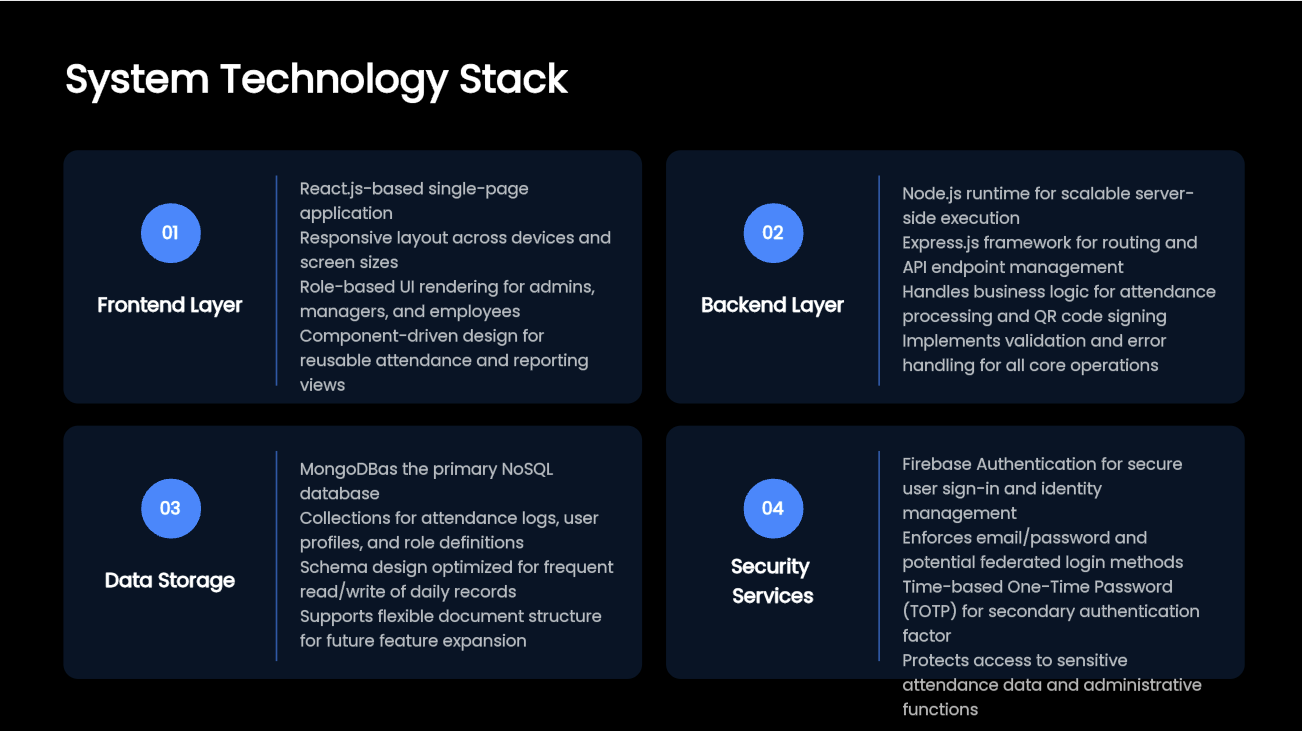 System Technology Stack
01
Frontend Layer
React.js-based single-page
application
Responsive layout across devices and
screen sizes
Role-based UI rendering for admins,
managers, and employees
Component-driven design for
reusable attendance and reporting
views
02
Backend Layer
Node.js runtime for scalable server-
side execution
Express.js framework for routing and
API endpoint management
Handles business logic for attendance
processing and QR code signing
Implements validation and error
handling for all core operations
03
Data Storage
MongoDBas the primary NoSQL
database
Collections for attendance logs, user
profiles, and role definitions
Schema design optimized for frequent
read/write of daily records
Supports flexible document structure
for future feature expansion
04
Security
Services
Firebase Authentication for secure
user sign-in and identity
management
Enforces email/password and
potential federated login methods
Time-based One-Time Password
(TOTP) for secondary authentication
factor
Protects access to sensitive
attendance data and administrative
functions